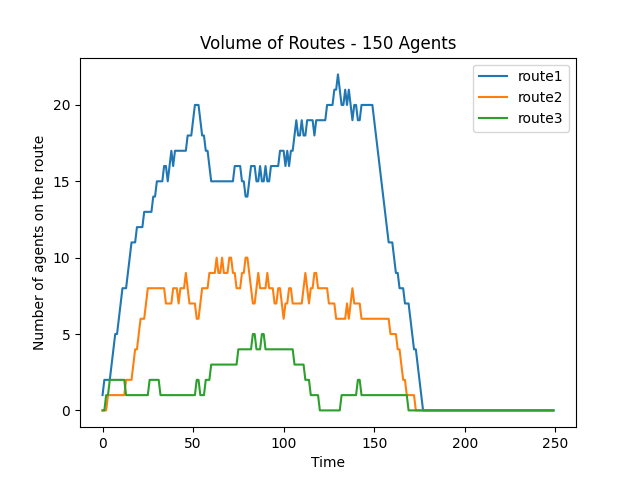 Volume of Routes - 150 Agents
route1
route2
route3
Number of agents on the route
20
15
10
5
0
0
50
100
150
200
250
Time